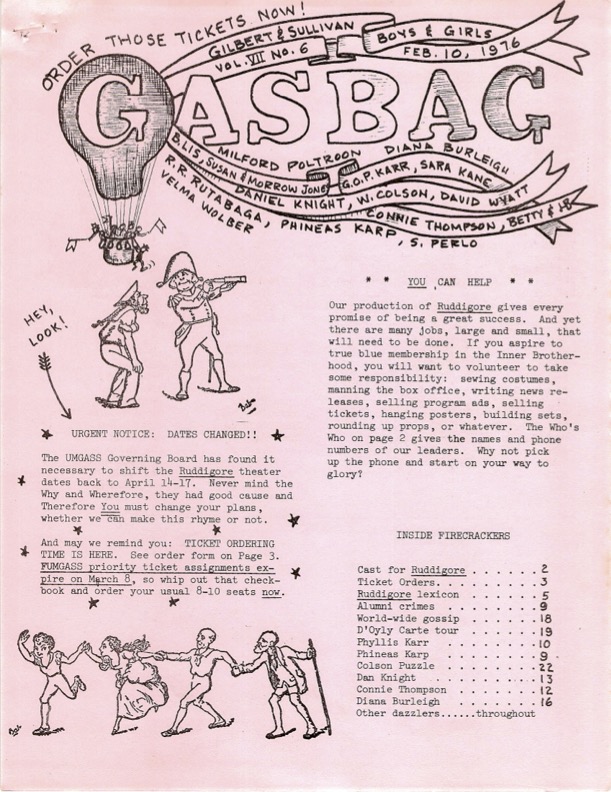 ORDER THOSE TICKETS NOW!
GILBERT & SULLIVAN
BOYS & GIRLS
VOL. VII NO. 6
FEB. 10, 1976
GASBAG
MILFORD POLTROON DIANA BURLEIGH
B.LIS, SUSAN & MORROW JONES G.O.P. KARR, SARA KANE
R.R. RUTABAGA, DANIEL KNIGHT, W. COLSON, DAVID WYATT
VELMA WOLBER, PHINEAS KARP, CONNIE THOMPSON, BETTY & HB
, S. PERLO
HEY,
LOOK!
URGENT NOTICE: DATES CHANGED!!
The UMGASS Governing Board has found it
necessary to shift the Ruddigore theater
dates back to April 14-17. Never mind the
Why and Wherefore, they had good cause and
Therefore You must change your plans,
whether we can make this rhyme or not.
And may we remind you: TICKET ORDERING
TIME IS HERE. See order form on Page 3.
FUMGASS priority ticket assignments ex-
pire on March 8, so whip out that check-
book and order your usual 8-10 seats now.
* * YOU CAN HELP * *
Our production of Ruddigore gives every
promise of being a great success. And yet
there are many jobs, large and small, that
will need to be done. If you aspire to
true blue membership in the Inner Brother-
hood, you will want to volunteer to take
some responsibility: sewing costumes,
manning the box office, writing news re-
leases, selling program ads, selling
tickets, hanging posters, building sets,
rounding up props, or whatever. The Who's
Who on page 2 gives the names and phone
numbers of our leaders. Why not pick
up the phone and start on your way to
glory?
INSIDE FIRECRACKERS
Cast for Ruddigore . . . . . . . 2
Ticket Orders. . . . . . . . . . 3
Ruddigore lexicon . . . . . . . 5
Alumni crimes . . . . . . . . . 9
World-wide gossip . . . . . . . 18
D'Oyly Carte tour . . . . . . . 19
Phyllis Karr . . . . . . . . . 10
Phineas Karp . . . . . . . . . . 9
Colson Puzzle . . . . . . . . . 22
Dan Knight . . . . . . . . . . 13
Connie Thompson . . . . . . . . 12
Diana Burleigh . . . . . . . . 16
Other dazzlers......throughout